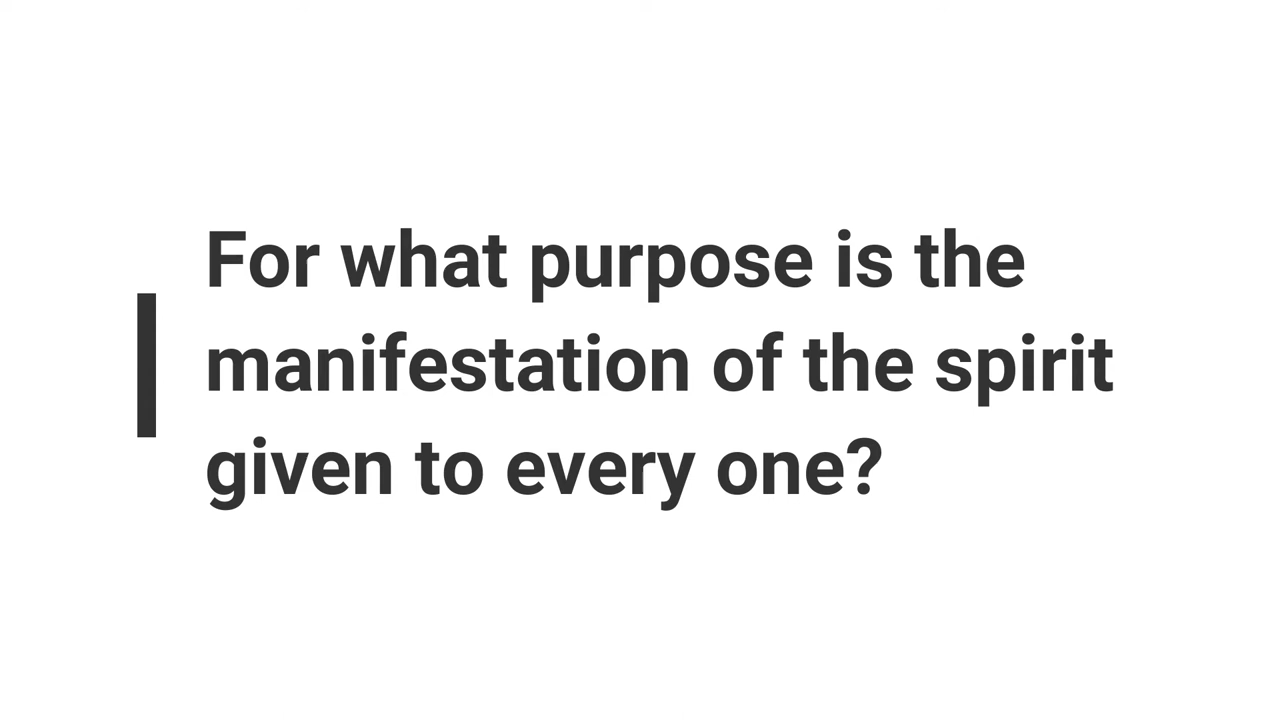 For what purpose is the
manifestation of the spirit
given to every one?